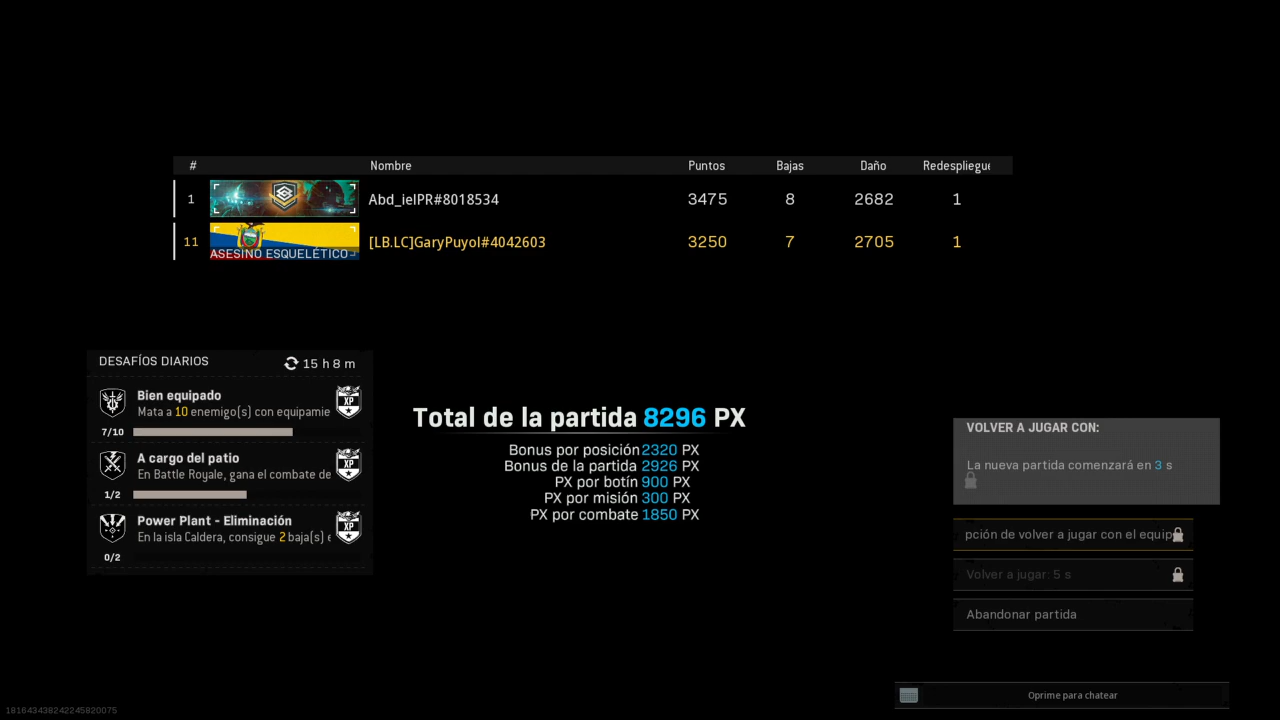 # Nombre Puntos Bajas Daño Redespliegue
1 Abd_ielPR#8018534 3475 8 2682 1
11 ASESINO ESQUELÉTICO [LB.LC]GaryPuyol#4042603 3250 7 2705 1
DESAFÍOS DIARIOS 15 h 8 m
Bien equipado
Mata a 10 enemigo(s) con equipamie
XP
7/10
A cargo del patio
En Battle Royale, gana el combate de
XP
1/2
Power Plant - Eliminación
En la isla Caldera, consigue 2 baja(s) e
XP
0/2
Total de la partida 8296 PX
Bonus por posición 2320 PX
Bonus de la partida 2926 PX
PX por botín 900 PX
PX por misión 300 PX
PX por combate 1850 PX
VOLVER A JUGAR CON:
La nueva partida comenzará en 3 s
pción de volver a jugar con el equip
Volver a jugar: 5 s
Abandonar partida
Oprime para chatear